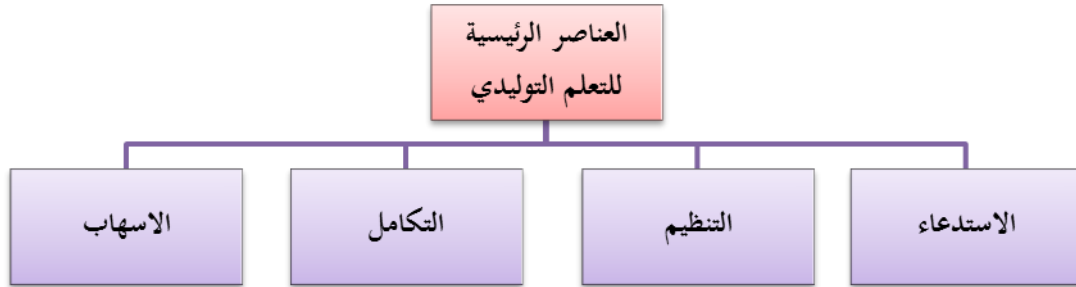 العناصر الرئيسية
للتعلم التوليدي
الاستدعاء
التنظيم
التكامل
الاسهاب